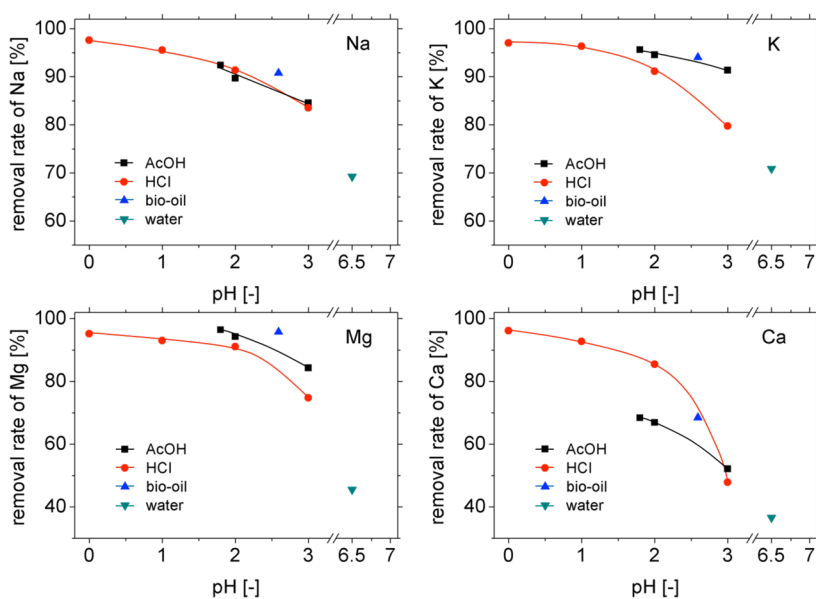 removal rate of Na [%]
100
90
80
70
60
Na
AcOH
HCl
bio-oil
water
0 1 2 3 6.5 7
pH [-]
removal rate of K [%]
100
90
80
70
60
K
AcOH
HCl
bio-oil
water
0 1 2 3 6.5 7
pH [-]
removal rate of Mg [%]
100
80
60
40
Mg
AcOH
HCl
bio-oil
water
0 1 2 3 6.5 7
pH [-]
removal rate of Ca [%]
100
80
60
40
Ca
AcOH
HCl
bio-oil
water
0 1 2 3 6.5 7
pH [-]